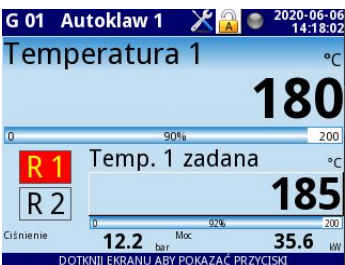 G 01 Autoklaw 1 A 2020-06-06
14:18:02
Temperatura 1 °C
180
0 90% 200
R 1 Temp. 1 zadana °C
R 2 185
0 92% 200
Ciśnienie 12.2 bar Moc 35.6 kW
DOTKNIJ EKRANU ABY POKAZAĆ PRZYCISKI